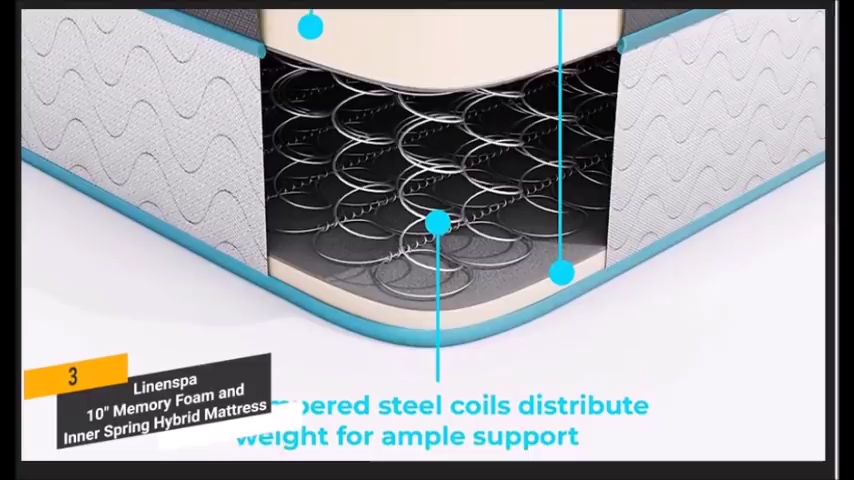 3
Linenspa
10" Memory Foam and
Inner Spring Hybrid Mattress
steel coils distribute
weight for ample support